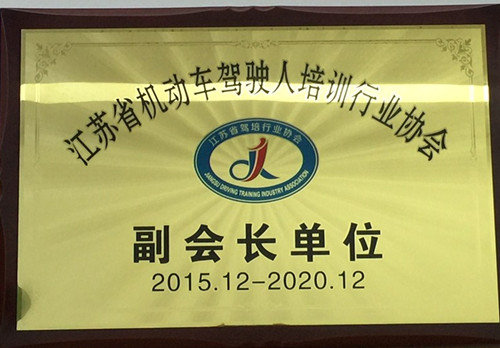 江苏省机动车驾驶人培训行业协会
江苏省驾培行业协会
JIANGSU DRIVING TRAINING INDUSTRY ASSOCIATION
副会长单位
2015.12-2020.12